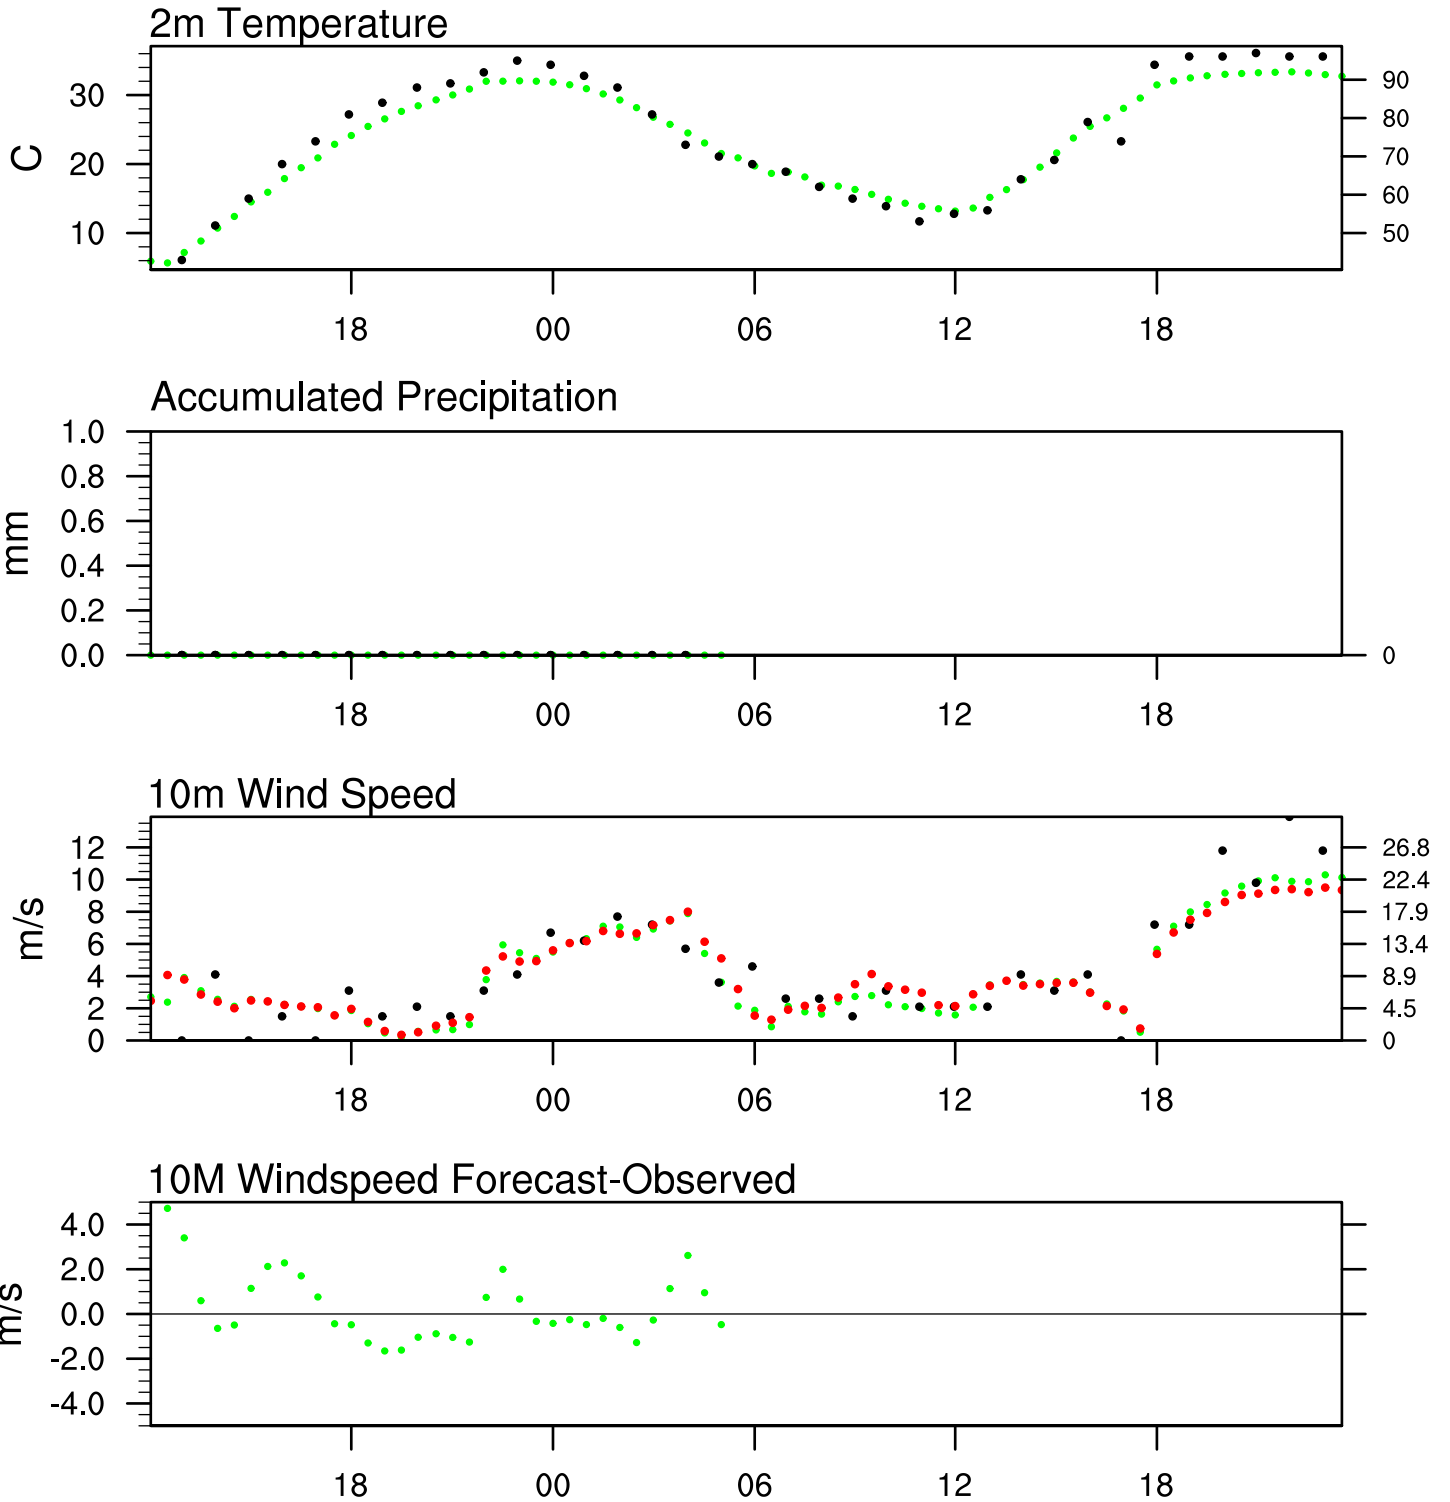 2m Temperature
C
30
20
10
90
80
70
60
50
18 00 06 12 18
Accumulated Precipitation
mm
1.0
0.8
0.6
0.4
0.2
0.0
0
18 00 06 12 18
10m Wind Speed
m/s
12
10
8
6
4
2
0
26.8
22.4
17.9
13.4
8.9
4.5
0
18 00 06 12 18
10M Windspeed Forecast-Observed
m/s
4.0
2.0
0.0
-2.0
-4.0
18 00 06 12 18